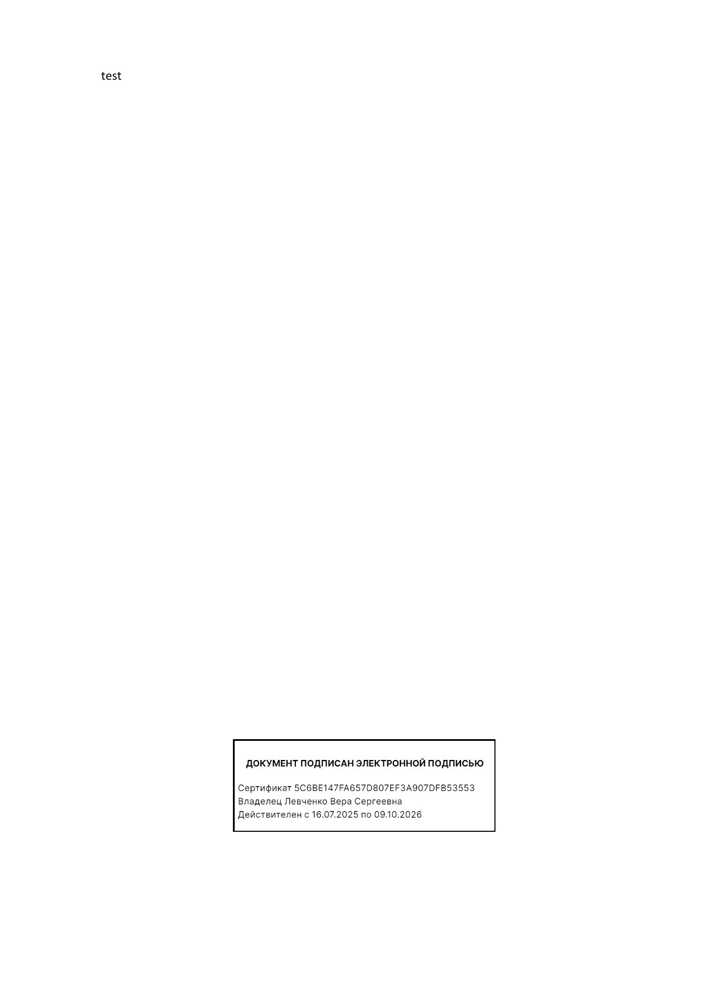 test
ДОКУМЕНТ ПОДПИСАН ЭЛЕКТРОННОЙ ПОДПИСЬЮ
Сертификат 5C6BE147FA657D807EF3A907DFB53553
Владелец Левченко Вера Сергеевна
Действителен с 16.07.2025 по 09.10.2026